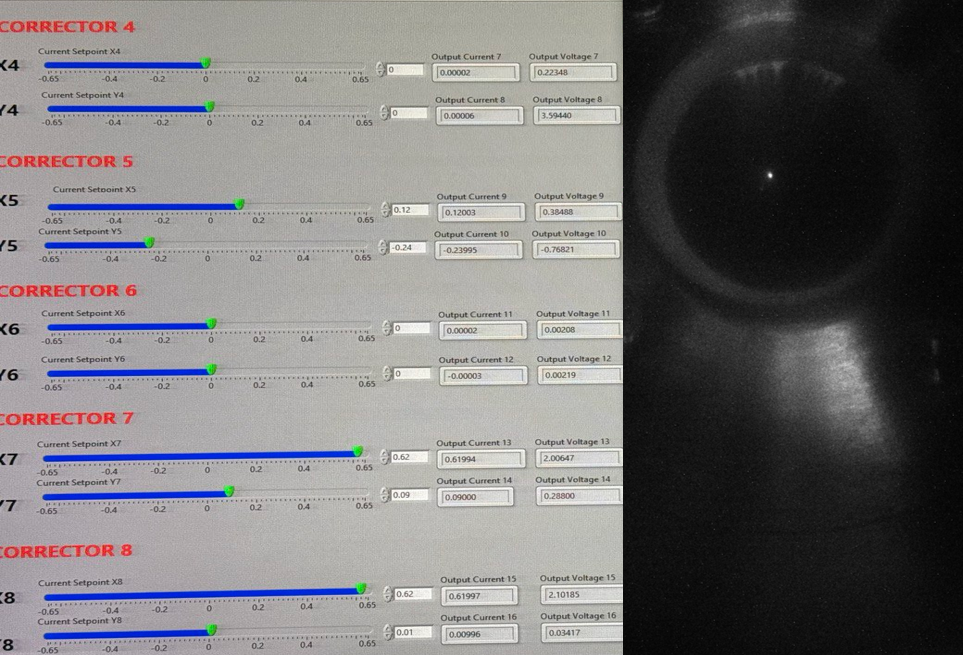 CORRECTOR 4
Current Setpoint X4
Output Current 7 Output Voltage 7
X4 0 0.00002 0.22348
-0.65 -0.4 -0.2 0 0.2 0.4 0.65
Current Setpoint Y4
Output Current 8 Output Voltage 8
Y4 0 0.00006 3.59440
-0.65 -0.4 -0.2 0 0.2 0.4 0.65
CORRECTOR 5
Current Setpoint X5
Output Current 9 Output Voltage 9
X5 0.12 0.12003 0.38488
-0.65 -0.4 -0.2 0 0.2 0.4 0.65
Current Setpoint Y5
Output Current 10 Output Voltage 10
Y5 -0.24 -0.23995 -0.76821
-0.65 -0.4 -0.2 0 0.2 0.4 0.65
CORRECTOR 6
Current Setpoint X6
Output Current 11 Output Voltage 11
X6 0 0.00002 0.00208
-0.65 -0.4 -0.2 0 0.2 0.4 0.65
Current Setpoint Y6
Output Current 12 Output Voltage 12
Y6 0 -0.00003 0.00219
-0.65 -0.4 -0.2 0 0.2 0.4 0.65
CORRECTOR 7
Current Setpoint X7
Output Current 13 Output Voltage 13
X7 0.62 0.61994 2.00647
-0.65 -0.4 -0.2 0 0.2 0.4 0.65
Current Setpoint Y7
Output Current 14 Output Voltage 14
Y7 0.09 0.09000 0.28800
-0.65 -0.4 -0.2 0 0.2 0.4 0.65
CORRECTOR 8
Current Setpoint X8
Output Current 15 Output Voltage 15
X8 0.62 0.61997 2.10185
-0.65 -0.4 -0.2 0 0.2 0.4 0.65
Current Setpoint Y8
Output Current 16 Output Voltage 16
Y8 0.01 0.00996 0.03417
-0.65 -0.4 -0.2 0 0.2 0.4 0.65